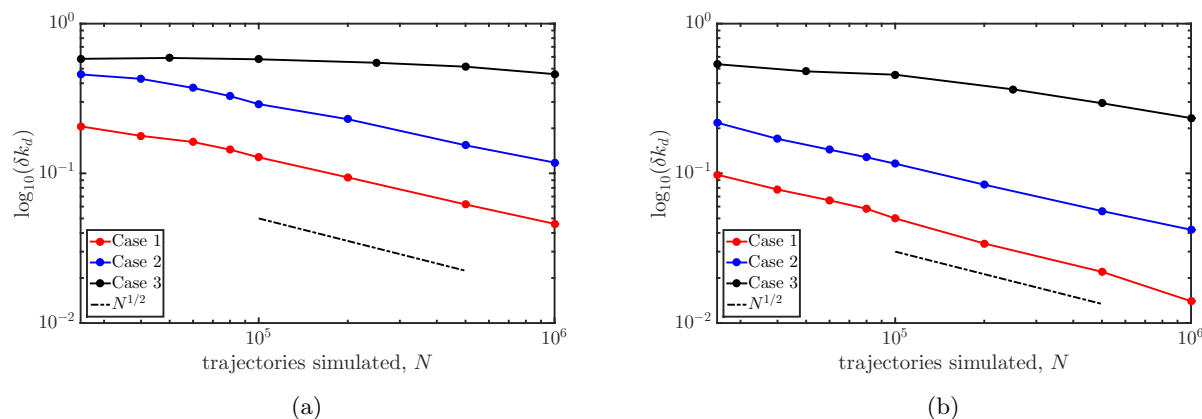 10^0
10^-1
10^-2
log10(δk_d)
Case 1
Case 2
Case 3
N^1/2
10^5
10^6
trajectories simulated, N
(a)
10^0
10^-1
10^-2
log10(δk_d)
Case 1
Case 2
Case 3
N^1/2
10^5
10^6
trajectories simulated, N
(b)